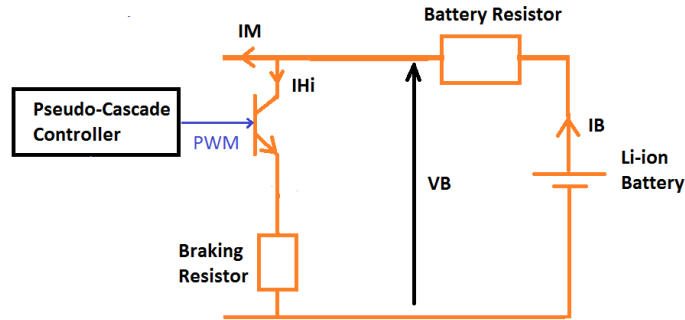 Battery Resistor
IM
IHi
Pseudo-Cascade
Controller
PWM
IB
Li-ion
Battery
VB
Braking
Resistor